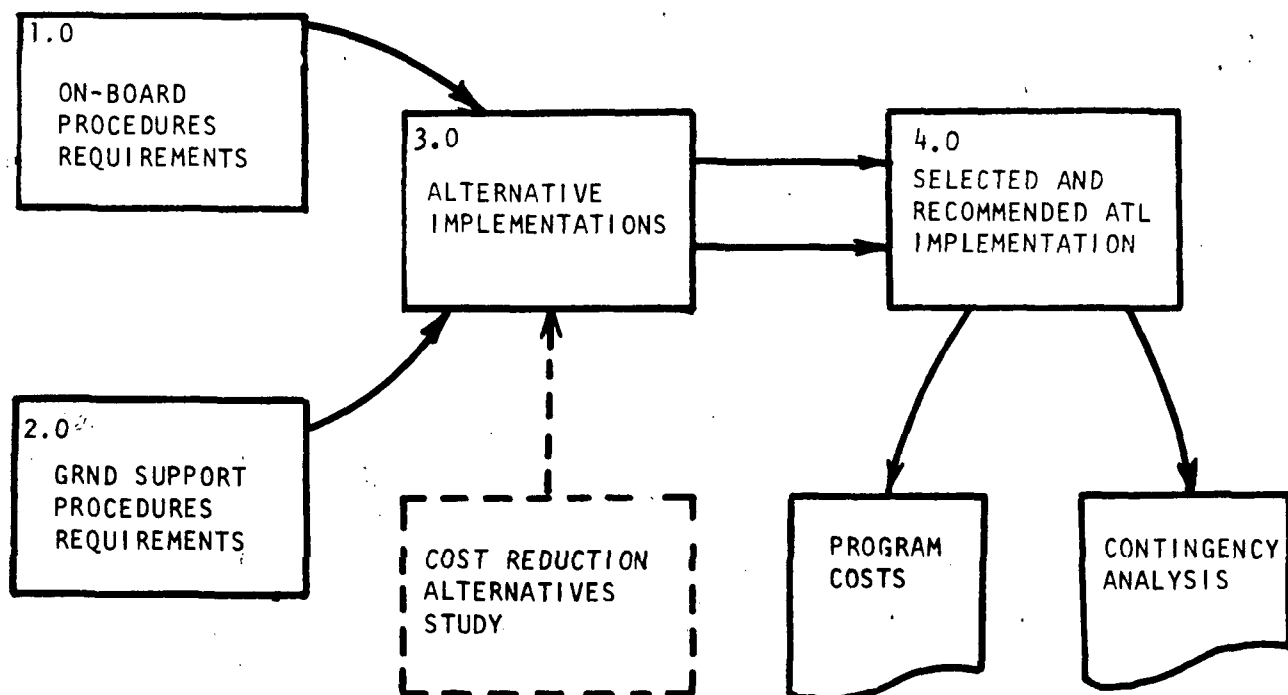 1.0
ON-BOARD
PROCEDURES
REQUIREMENTS
2.0
GRND SUPPORT
PROCEDURES
REQUIREMENTS
3.0
ALTERNATIVE
IMPLEMENTATIONS
COST REDUCTION
ALTERNATIVES
STUDY
4.0
SELECTED AND
RECOMMENDED ATL
IMPLEMENTATION
PROGRAM
COSTS
CONTINGENCY
ANALYSIS